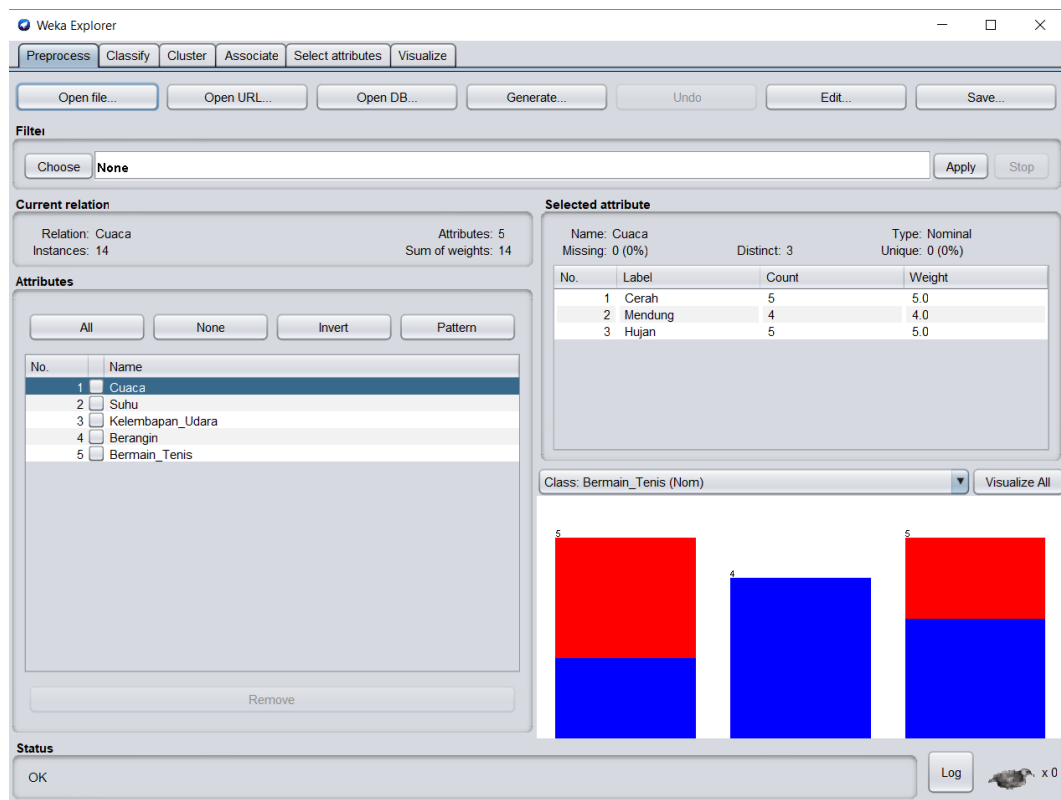 Weka Explorer
Preprocess Classify Cluster Associate Select attributes Visualize
Open file... Open URL... Open DB... Generate... Undo Edit... Save...
Filter
Choose None Apply Stop
Current relation
Relation: Cuaca Attributes: 5
Instances: 14 Sum of weights: 14
Attributes
All None Invert Pattern
No. Name
1 Cuaca
2 Suhu
3 Kelembapan_Udara
4 Berangin
5 Bermain_Tenis
Remove
Selected attribute
Name: Cuaca Type: Nominal
Missing: 0 (0%) Distinct: 3 Unique: 0 (0%)
No. Label Count Weight
1 Cerah 5 5.0
2 Mendung 4 4.0
3 Hujan 5 5.0
Class: Bermain_Tenis (Nom) Visualize All
5 4 5
Status
OK Log x 0